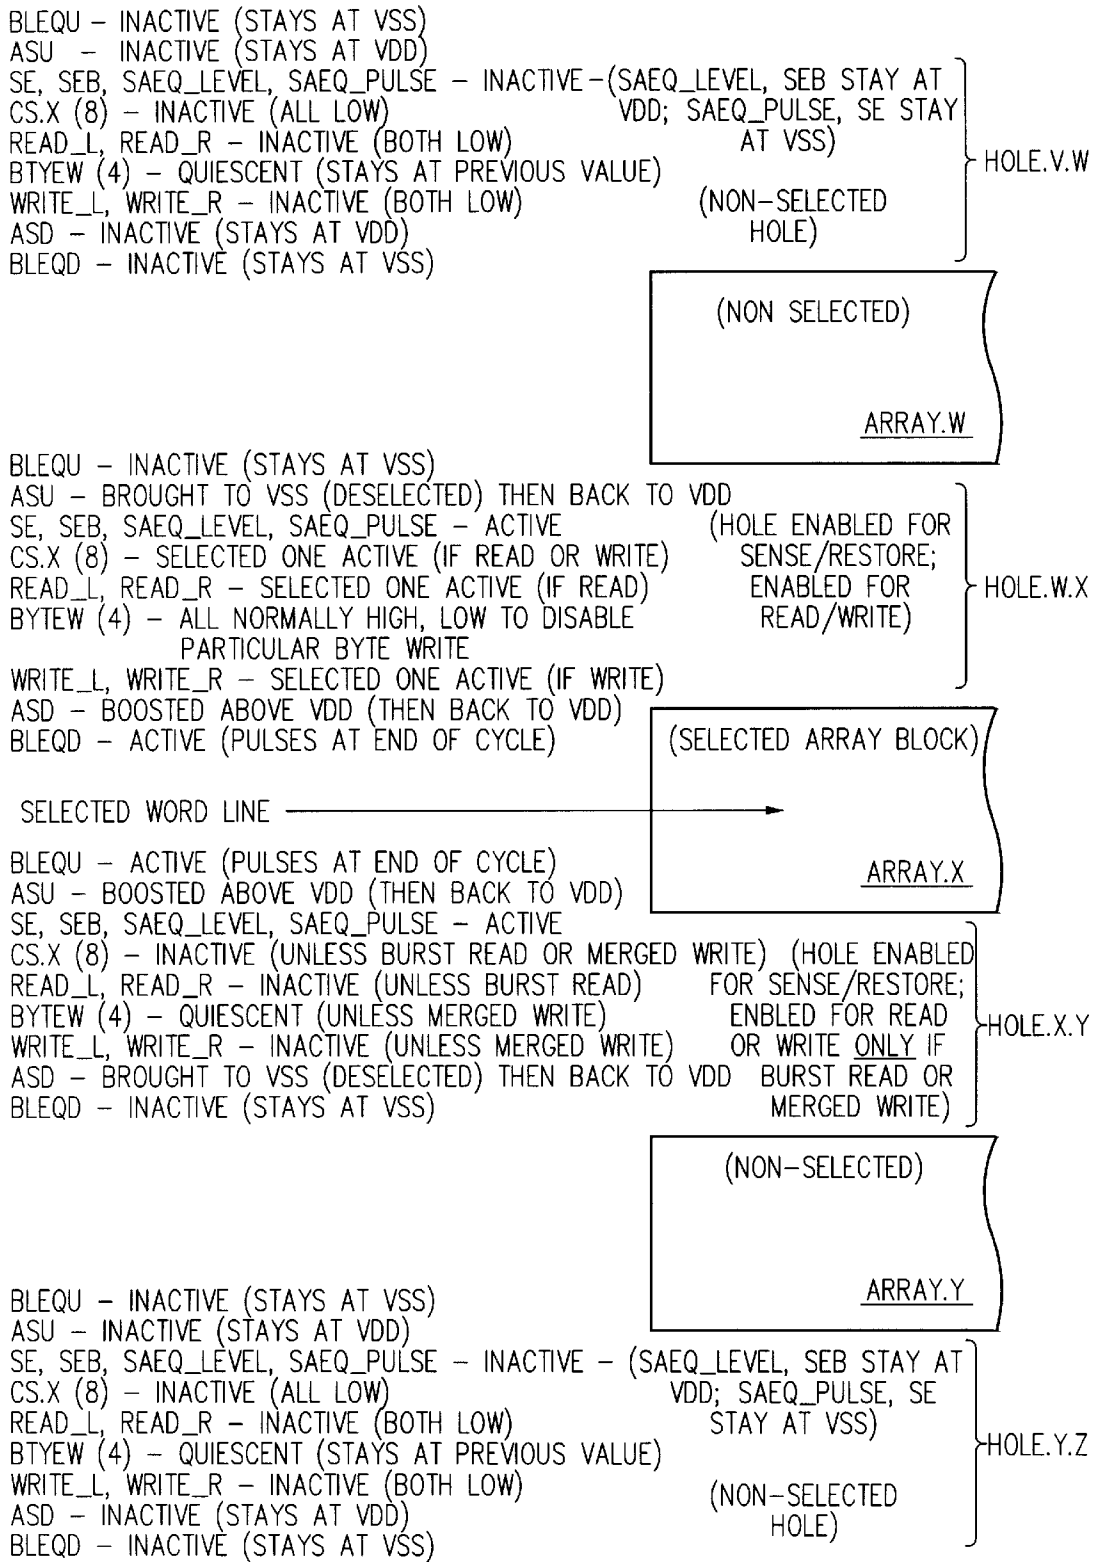 BLEQU – INACTIVE (STAYS AT VSS)
ASU – INACTIVE (STAYS AT VDD)
SE, SEB, SAEQ_LEVEL, SAEQ_PULSE – INACTIVE–(SAEQ_LEVEL, SEB STAY AT
CS.X (8) – INACTIVE (ALL LOW) VDD; SAEQ_PULSE, SE STAY
READ_L, READ_R – INACTIVE (BOTH LOW) AT VSS)
BTYEW (4) – QUIESCENT (STAYS AT PREVIOUS VALUE)
HOLE.V.W
WRITE_L, WRITE_R – INACTIVE (BOTH LOW) (NON–SELECTED
ASD – INACTIVE (STAYS AT VDD) HOLE)
BLEQD – INACTIVE (STAYS AT VSS)
(NON SELECTED)
ARRAY.W
BLEQU – INACTIVE (STAYS AT VSS)
ASU – BROUGHT TO VSS (DESELECTED) THEN BACK TO VDD
SE, SEB, SAEQ_LEVEL, SAEQ_PULSE – ACTIVE (HOLE ENABLED FOR
CS.X (8) – SELECTED ONE ACTIVE (IF READ OR WRITE) SENSE/RESTORE;
READ_L, READ_R – SELECTED ONE ACTIVE (IF READ) ENABLED FOR HOLE.W.X
BYTEW (4) – ALL NORMALLY HIGH, LOW TO DISABLE READ/WRITE)
PARTICULAR BYTE WRITE
WRITE_L, WRITE_R – SELECTED ONE ACTIVE (IF WRITE)
ASD – BOOSTED ABOVE VDD (THEN BACK TO VDD)
BLEQD – ACTIVE (PULSES AT END OF CYCLE) (SELECTED ARRAY BLOCK)
SELECTED WORD LINE
BLEQU – ACTIVE (PULSES AT END OF CYCLE)
ARRAY.X
ASU – BOOSTED ABOVE VDD (THEN BACK TO VDD)
SE, SEB, SAEQ_LEVEL, SAEQ_PULSE – ACTIVE
CS.X (8) – INACTIVE (UNLESS BURST READ OR MERGED WRITE) (HOLE ENABLED
READ_L, READ_R – INACTIVE (UNLESS BURST READ) FOR SENSE/RESTORE;
BYTEW (4) – QUIESCENT (UNLESS MERGED WRITE) ENBLED FOR READ HOLE.X.Y
WRITE_L, WRITE_R – INACTIVE (UNLESS MERGED WRITE) OR WRITE ONLY IF
ASD – BROUGHT TO VSS (DESELECTED) THEN BACK TO VDD BURST READ OR
BLEQD – INACTIVE (STAYS AT VSS) MERGED WRITE)
(NON–SELECTED)
ARRAY.Y
BLEQU – INACTIVE (STAYS AT VSS)
ASU – INACTIVE (STAYS AT VDD)
SE, SEB, SAEQ_LEVEL, SAEQ_PULSE – INACTIVE – (SAEQ_LEVEL, SEB STAY AT
CS.X (8) – INACTIVE (ALL LOW) VDD; SAEQ_PULSE, SE
READ_L, READ_R – INACTIVE (BOTH LOW) STAY AT VSS)
BTYEW (4) – QUIESCENT (STAYS AT PREVIOUS VALUE) HOLE.Y.Z
WRITE_L, WRITE_R – INACTIVE (BOTH LOW) (NON–SELECTED
ASD – INACTIVE (STAYS AT VDD) HOLE)
BLEQD – INACTIVE (STAYS AT VSS)